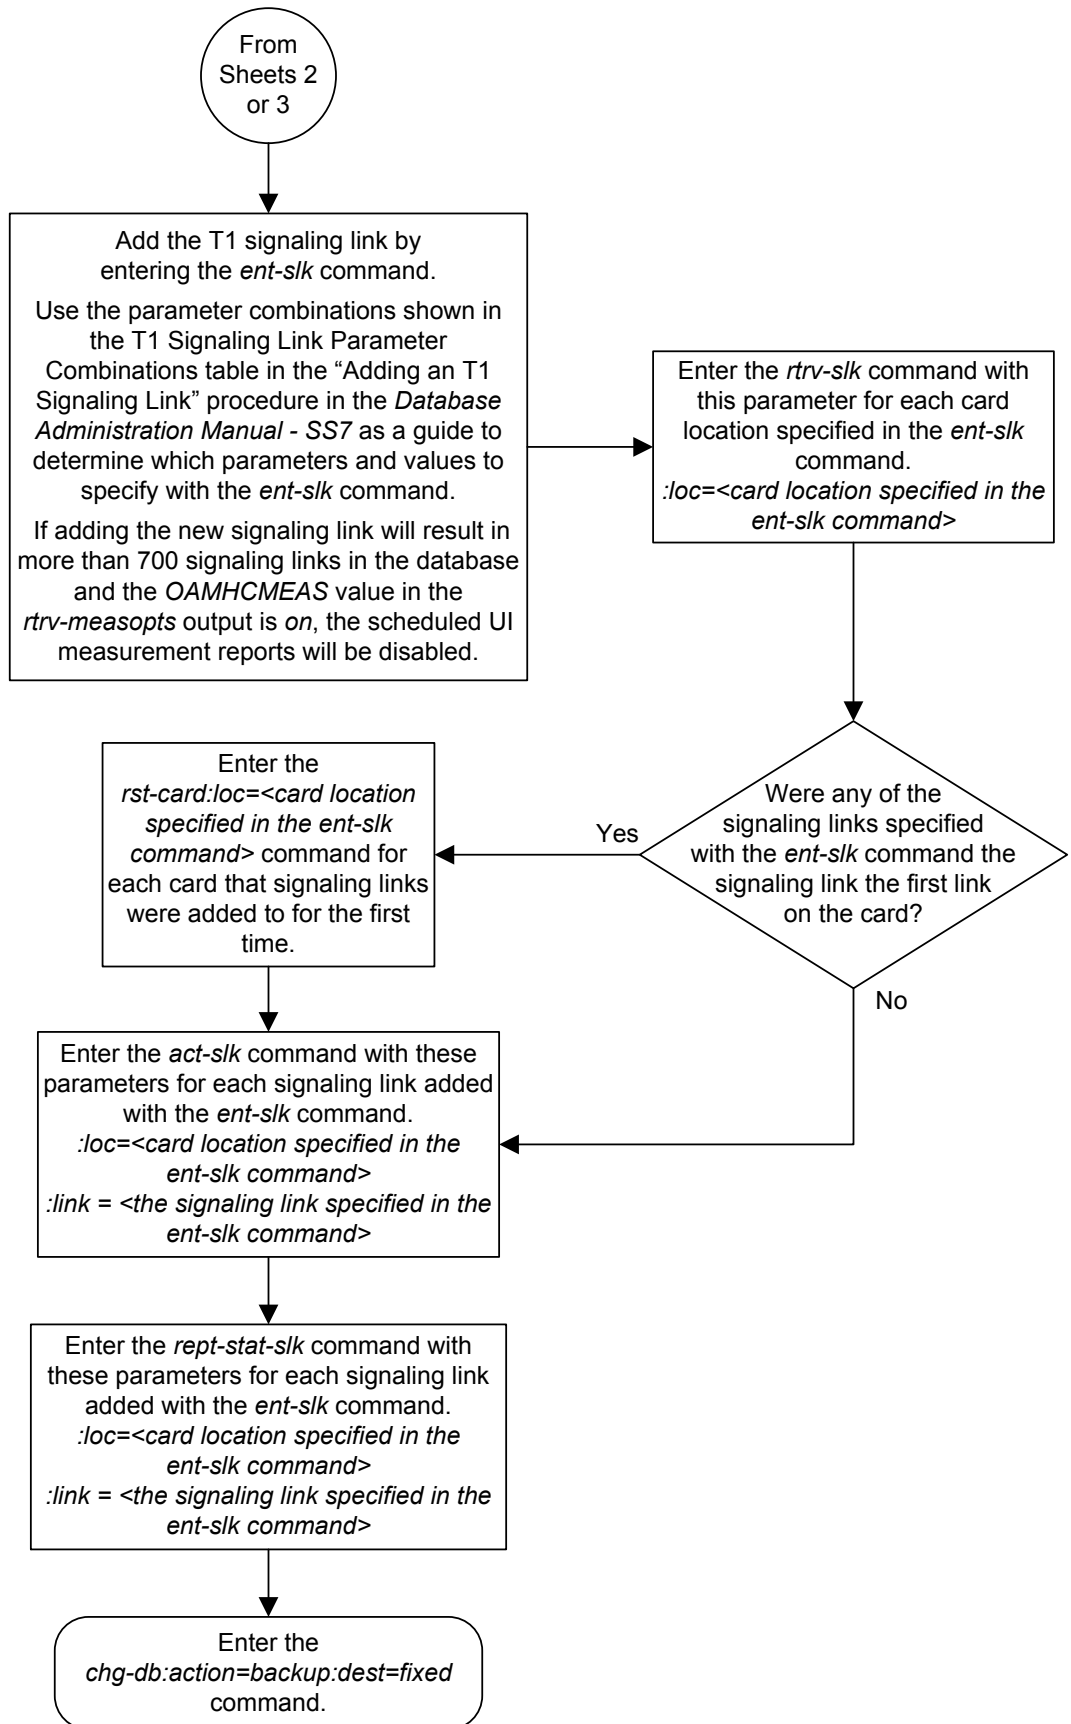 From
Sheets 2
or 3
Add the T1 signaling link by
entering the ent-slk command.
Use the parameter combinations shown in
the T1 Signaling Link Parameter
Combinations table in the “Adding an T1
Signaling Link” procedure in the Database
Administration Manual - SS7 as a guide to
determine which parameters and values to
specify with the ent-slk command.
If adding the new signaling link will result in
more than 700 signaling links in the database
and the OAMHCMEAS value in the
rtrv-measopts output is on, the scheduled UI
measurement reports will be disabled.
Enter the rtrv-slk command with
this parameter for each card
location specified in the ent-slk
command.
:loc=<card location specified in the
ent-slk command>
Were any of the
signaling links specified
with the ent-slk command the
signaling link the first link
on the card?
Yes
No
Enter the
rst-card:loc=<card location
specified in the ent-slk
command> command for
each card that signaling links
were added to for the first
time.
Enter the act-slk command with these
parameters for each signaling link added
with the ent-slk command.
:loc=<card location specified in the
ent-slk command>
:link = <the signaling link specified in the
ent-slk command>
Enter the rept-stat-slk command with
these parameters for each signaling link
added with the ent-slk command.
:loc=<card location specified in the
ent-slk command>
:link = <the signaling link specified in the
ent-slk command>
Enter the
chg-db:action=backup:dest=fixed
command.